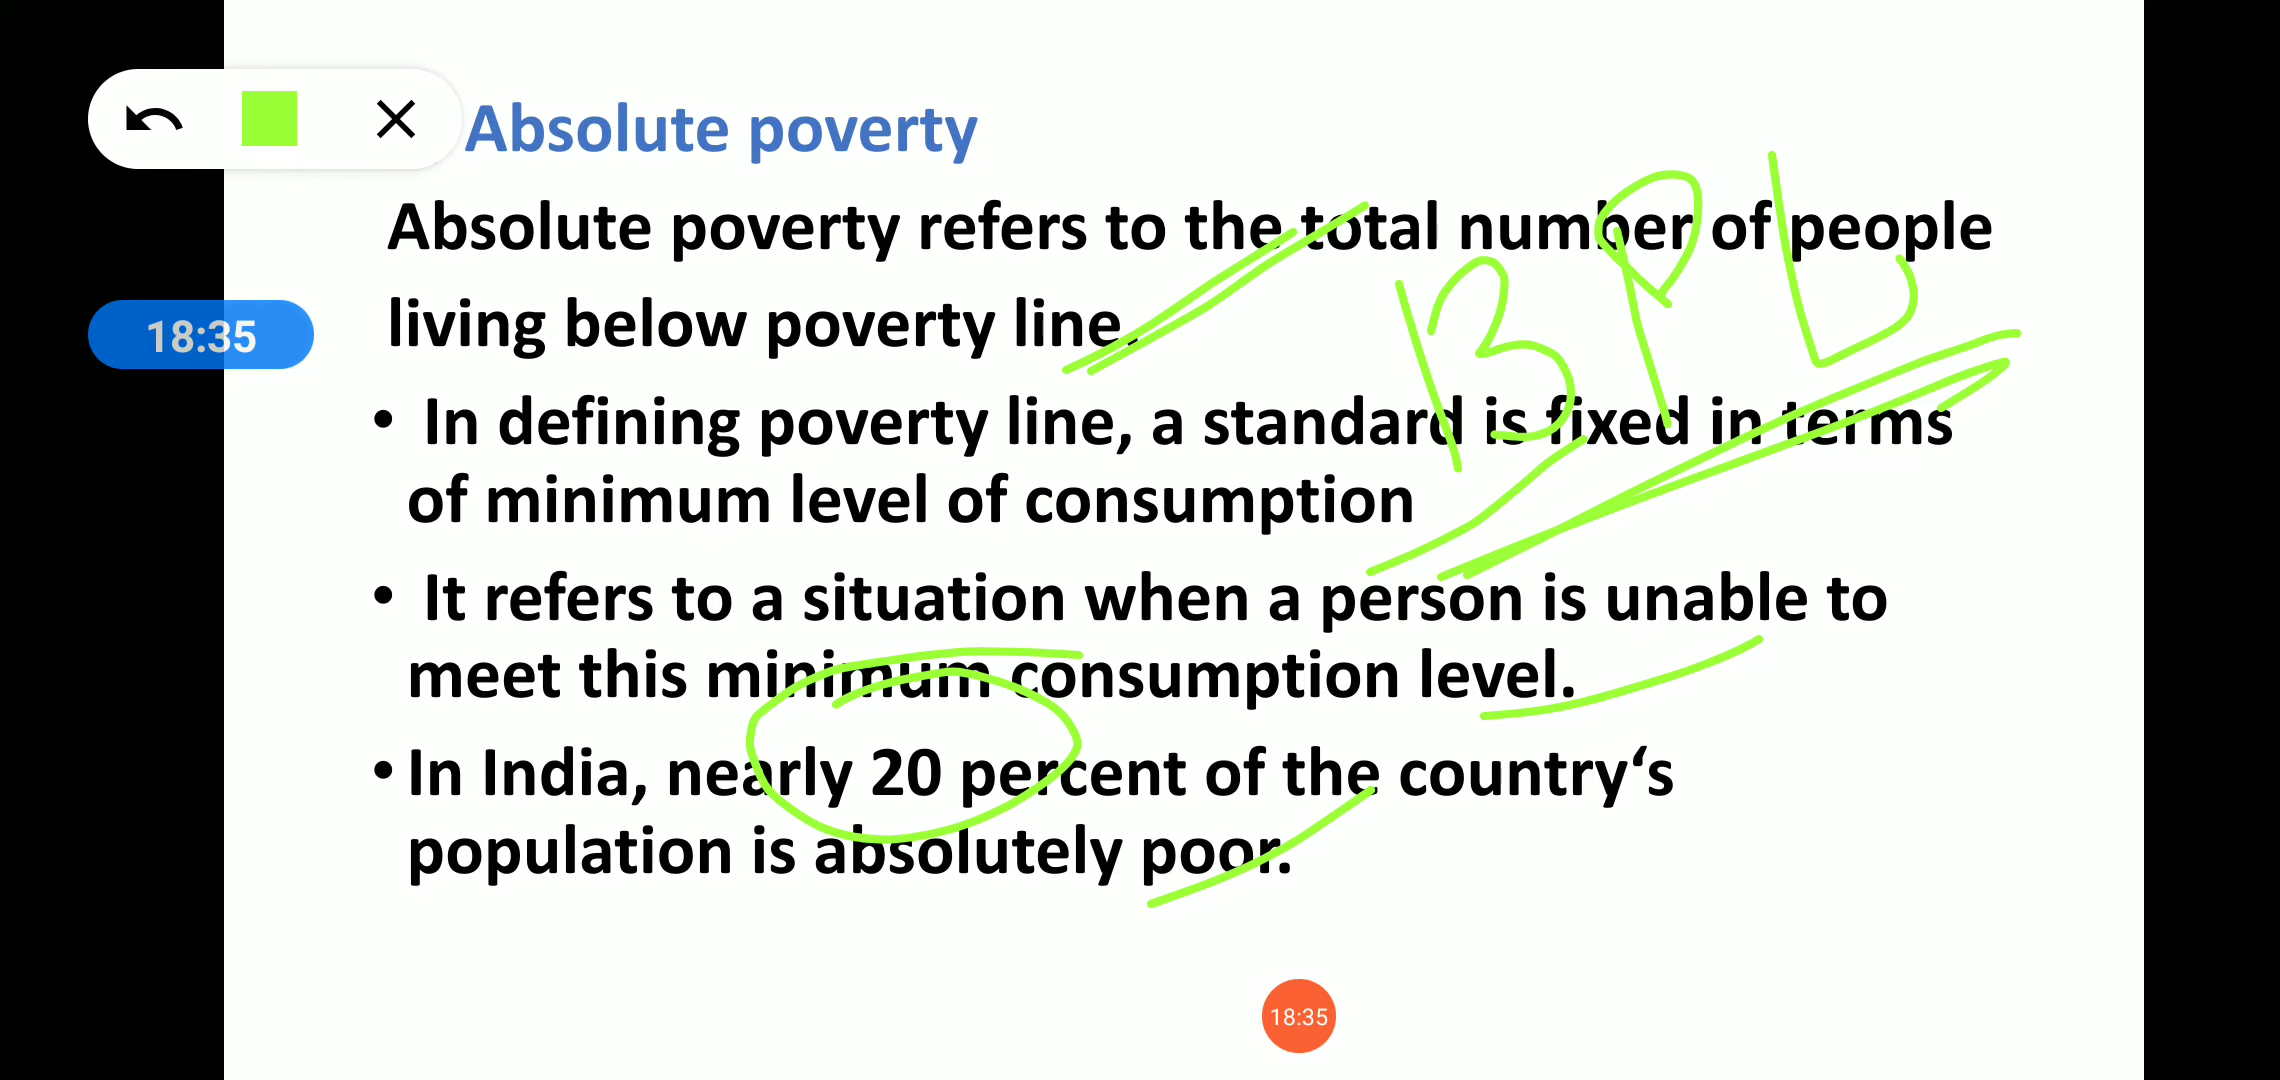 Absolute poverty
Absolute poverty refers to the total number of people
living below poverty line.
18:35
BPL
• In defining poverty line, a standard is fixed in terms
of minimum level of consumption
• It refers to a situation when a person is unable to
meet this minimum consumption level.
• In India, nearly 20 percent of the country‘s
population is absolutely poor.
18:35